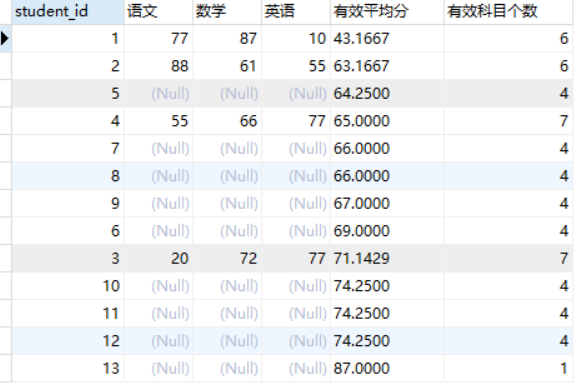 student_id 语文 数学 英语 有效平均分 有效科目个数
1 77 87 10 43.1667 6
2 88 61 55 63.1667 6
5 (Null) (Null) (Null) 64.2500 4
4 55 66 77 65.0000 7
7 (Null) (Null) (Null) 66.0000 4
8 (Null) (Null) (Null) 66.0000 4
9 (Null) (Null) (Null) 67.0000 4
6 (Null) (Null) (Null) 69.0000 4
3 20 72 77 71.1429 7
10 (Null) (Null) (Null) 74.2500 4
11 (Null) (Null) (Null) 74.2500 4
12 (Null) (Null) (Null) 74.2500 4
13 (Null) (Null) (Null) 87.0000 1